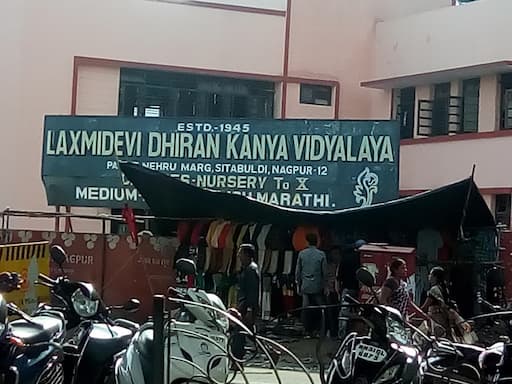 ESTD.-1945
LAXMIDEVI DHIRAN KANYA VIDYALAYA
NEHRU MARG, SITABULDI, NAGPUR-12
-NURSERY TO X
MEDIUM- MARATHI.